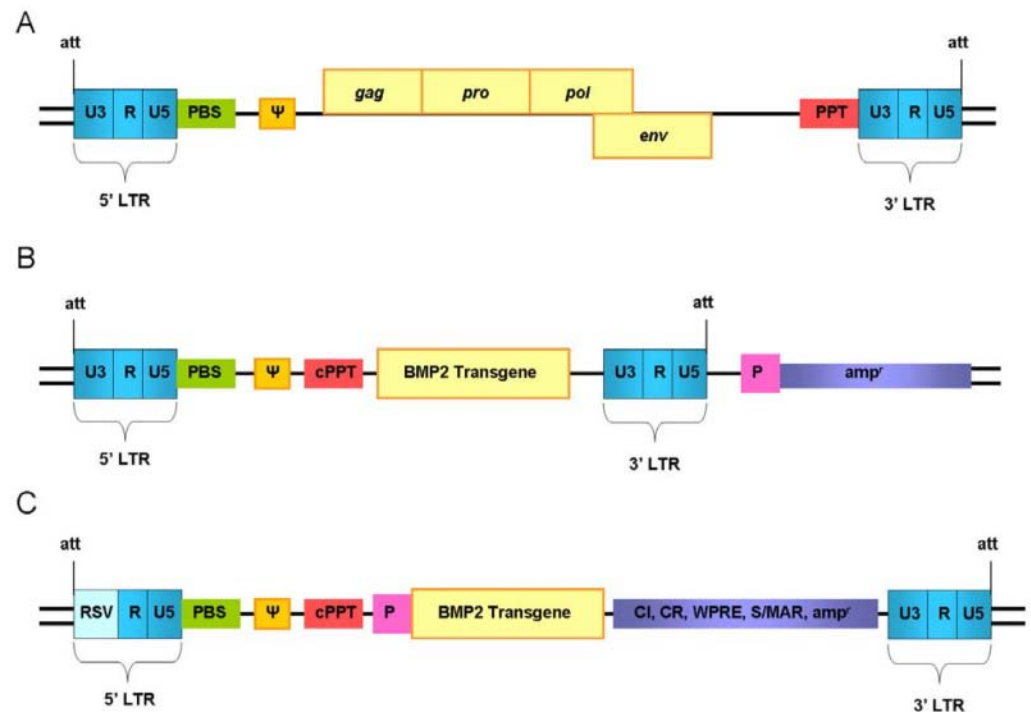 A
att att
U3 R U5 PBS Ψ gag pro pol PPT U3 R U5
env
5' LTR 3' LTR
B
att att
U3 R U5 PBS Ψ cPPT BMP2 Transgene U3 R U5 P ampʳ
5' LTR 3' LTR
C
att att
RSV R U5 PBS Ψ cPPT P BMP2 Transgene CI, CR, WPRE, S/MAR, ampʳ U3 R U5
5' LTR 3' LTR